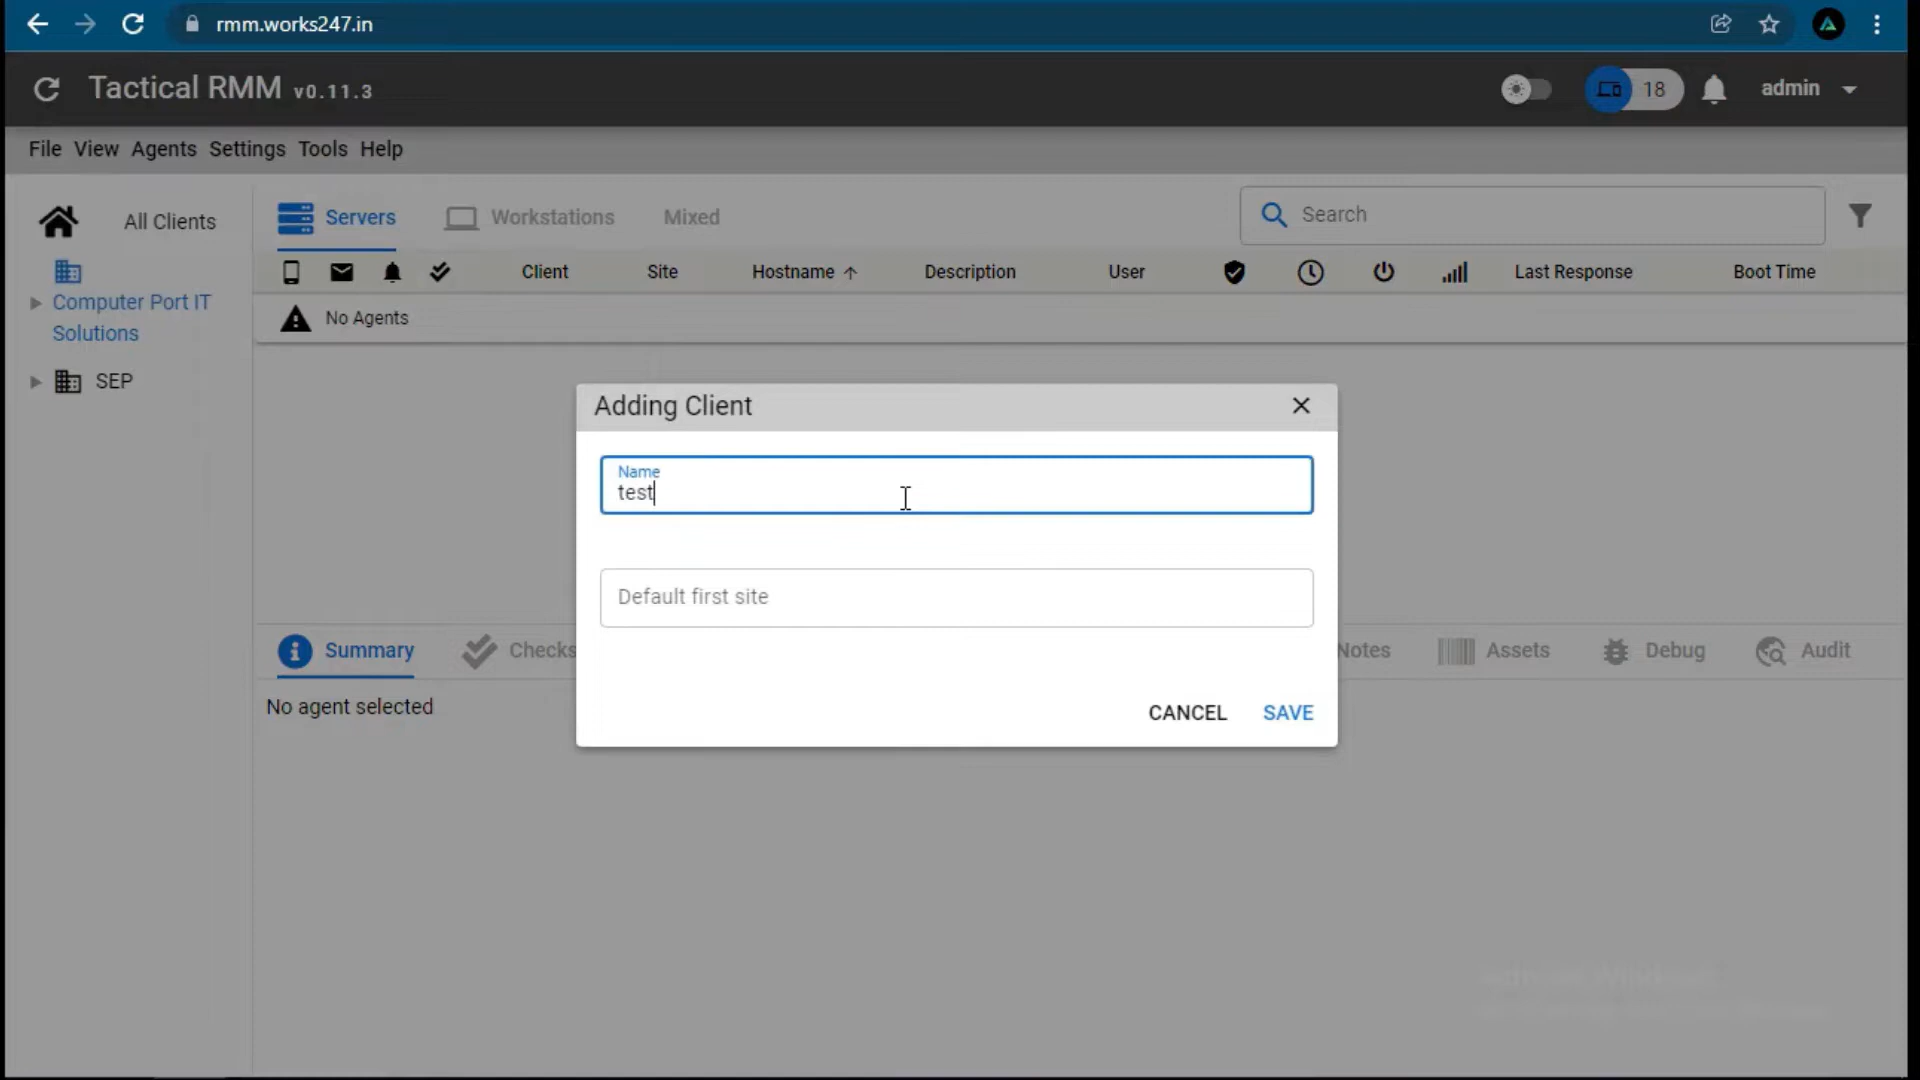 rmm.works247.in
Tactical RMM v0.11.3
18
admin
File View Agents Settings Tools Help
All Clients
Computer Port IT
Solutions
SEP
Servers
Workstations
Mixed
Search
Client
Site
Hostname
Description
User
Last Response
Boot Time
No Agents
Adding Client
Name
test
Default first site
CANCEL
SAVE
Summary
Checks
Notes
Assets
Debug
Audit
No agent selected